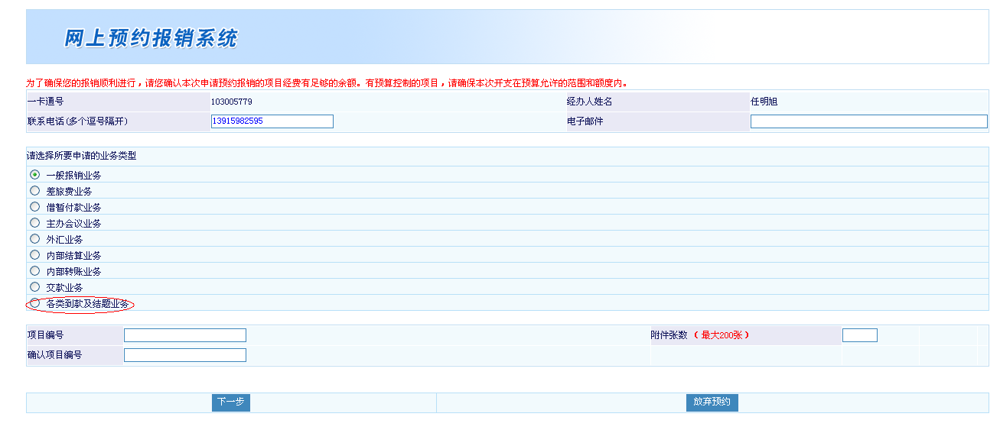 网上预约报销系统
为了确保您的报销顺利进行，请您确认本次申请预约报销的项目经费有足够的余额。有预算控制的项目，请确保本次开支在预算允许的范围和额度内。
一卡通号 103005779 经办人姓名 任明旭
联系电话(多个逗号隔开) 13915982595 电子邮件
请选择所要申请的业务类型
一般报销业务
差旅费业务
借暂付款业务
主办会议业务
外汇业务
内部结算业务
内部转账业务
交款业务
各类到款及结题业务
项目编号 附件张数 （最大200张）
确认项目编号
下一步 放弃预约